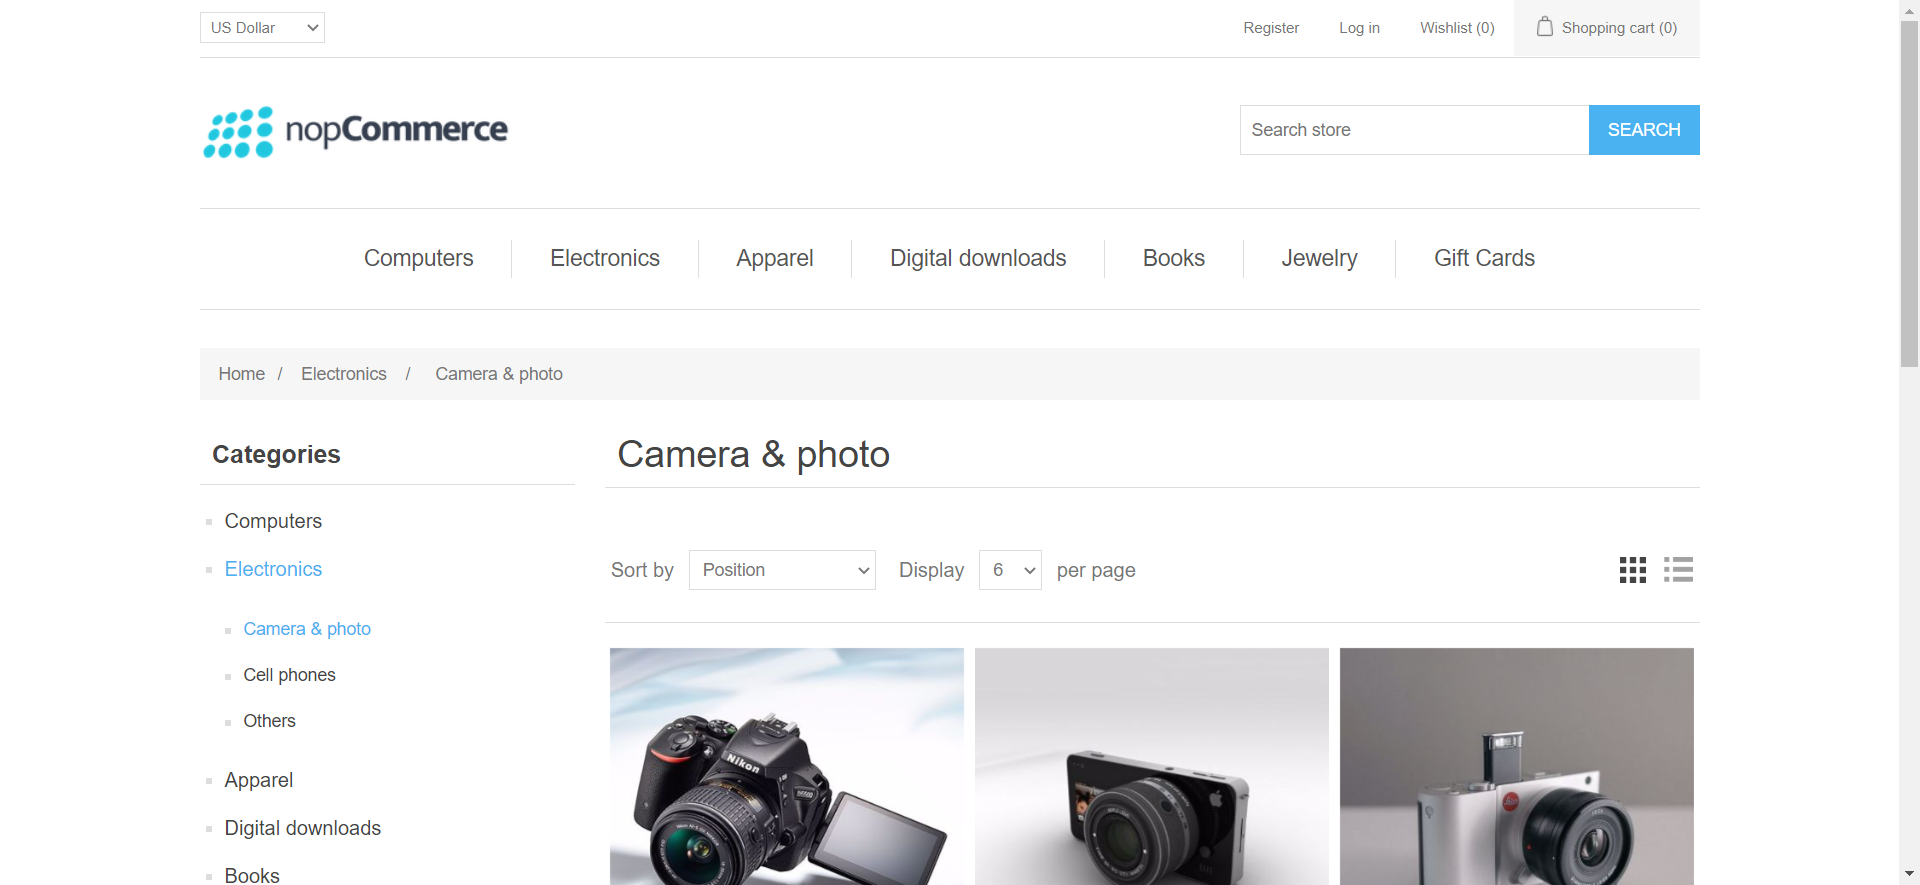 US Dollar
Register
Log in
Wishlist (0)
Shopping cart (0)
nopCommerce
Search store
SEARCH
Computers
Electronics
Apparel
Digital downloads
Books
Jewelry
Gift Cards
Home / Electronics / Camera & photo
Categories
Computers
Electronics
Camera & photo
Cell phones
Others
Apparel
Digital downloads
Books
Camera & photo
Sort by Position Display 6 per page
Nikon